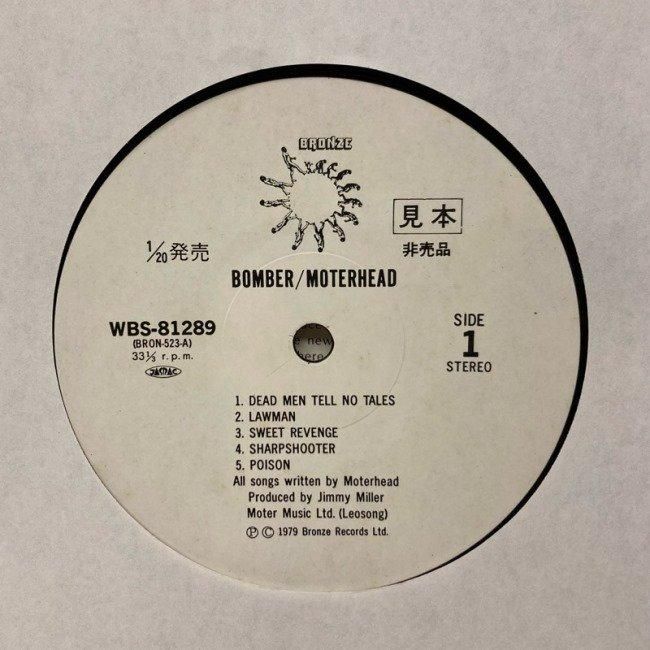 BRONZE
見本
非売品
1/20発売
BOMBER/MOTERHEAD
WBS-81289
(BRON-523-A)
33⅓ r.p.m.
JASRAC
SIDE
1
STEREO
e new
here
1. DEAD MEN TELL NO TALES
2. LAWMAN
3. SWEET REVENGE
4. SHARPSHOOTER
5. POISON
All songs written by Moterhead
Produced by Jimmy Miller
Moter Music Ltd. (Leosong)
Ⓟ © 1979 Bronze Records Ltd.